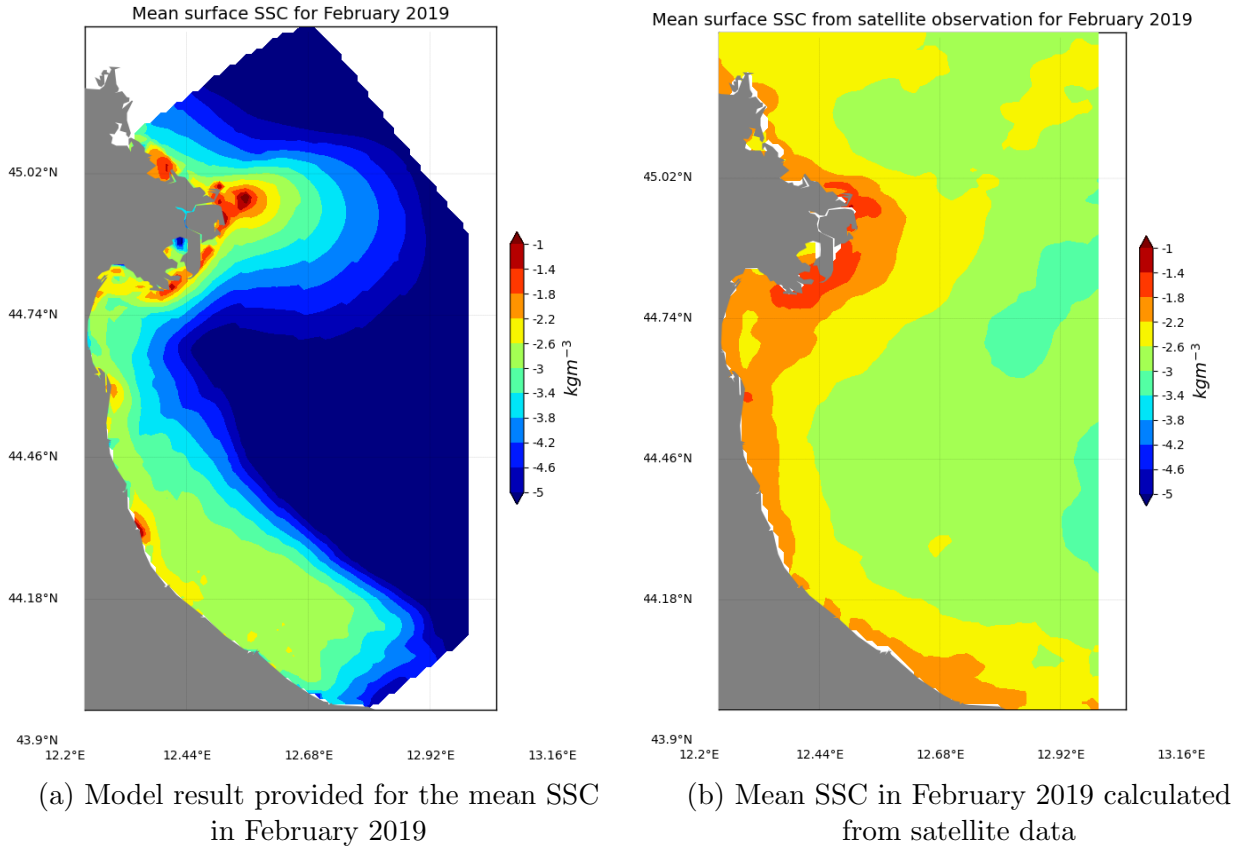 Mean surface SSC for February 2019
45.02°N
44.74°N
44.46°N
44.18°N
43.9°N
12.2°E 12.44°E 12.68°E 12.92°E 13.16°E
-1
-1.4
-1.8
-2.2
-2.6
-3
-3.4
-3.8
-4.2
-4.6
-5
kgm⁻³
(a) Model result provided for the mean SSC
in February 2019
Mean surface SSC from satellite observation for February 2019
45.02°N
44.74°N
44.46°N
44.18°N
43.9°N
12.2°E 12.44°E 12.68°E 12.92°E 13.16°E
-1
-1.4
-1.8
-2.2
-2.6
-3
-3.4
-3.8
-4.2
-4.6
-5
kgm⁻³
(b) Mean SSC in February 2019 calculated
from satellite data